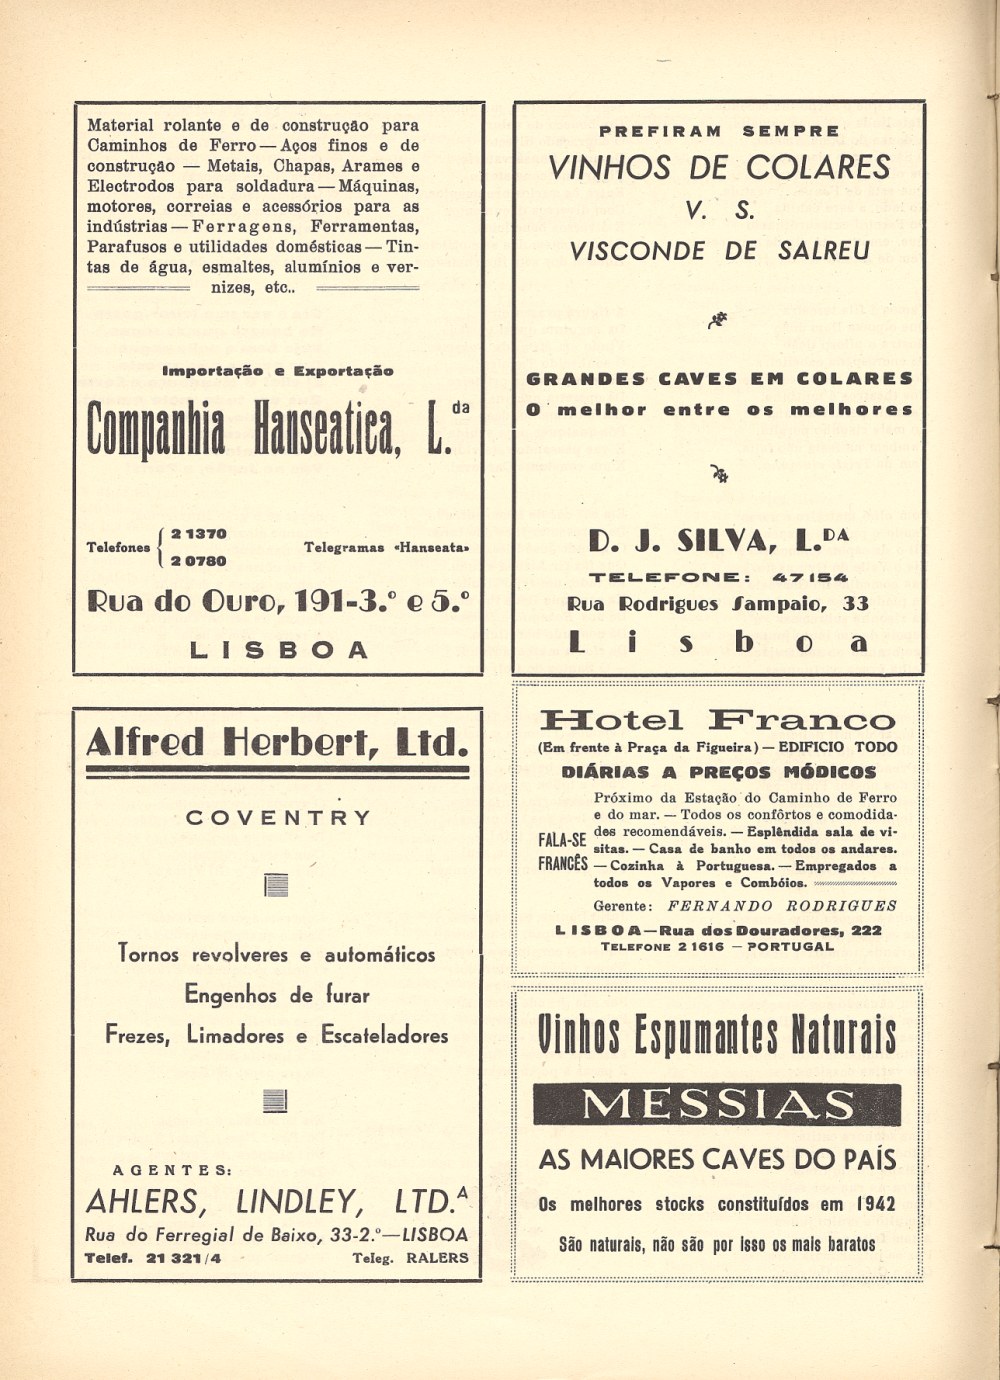 Material rolante e de construção para
Caminhos de Ferro — Aços finos e de
construção — Metais, Chapas, Arames e
Electrodos para soldadura — Máquinas,
motores, correias e acessórios para as
indústrias — Ferragens, Ferramentas,
Parafusos e utilidades domésticas — Tin-
tas de água, esmaltes, alumínios e ver-
nizes, etc..
Importação e Exportação
Companhia Hanseatica, L.da
Telefones { 2 1370
2 0780
Telegramas «Hanseata»
Rua do Ouro, 191-3.º e 5.º
LISBOA
Alfred Herbert, Ltd.
COVENTRY
Tornos revolveres e automáticos
Engenhos de furar
Frezes, Limadores e Escateladores
AGENTES:
AHLERS, LINDLEY, LTD.A
Rua do Ferregial de Baixo, 33-2.º—LISBOA
Telef. 21 321/4 Teleg. RALERS
PREFIRAM SEMPRE
VINHOS DE COLARES
V. S.
VISCONDE DE SALREU
GRANDES CAVES EM COLARES
O melhor entre os melhores
D. J. SILVA, L.DA
TELEFONE: 47154
Rua Rodrigues Sampaio, 33
Lisboa
Hotel Franco
(Em frente à Praça da Figueira) — EDIFICIO TODO
DIÁRIAS A PREÇOS MÓDICOS
FALA-SE
FRANCÊS
Próximo da Estação do Caminho de Ferro
e do mar. — Todos os confôrtos e comodida-
des recomendáveis. — Esplêndida sala de vi-
sitas. — Casa de banho em todos os andares.
— Cozinha à Portuguesa. — Empregados a
todos os Vapores e Combóios.
Gerente: FERNANDO RODRIGUES
LISBOA—Rua dos Douradores, 222
TELEFONE 2 1616 — PORTUGAL
Vinhos Espumantes Naturais
MESSIAS
AS MAIORES CAVES DO PAÍS
Os melhores stocks constituídos em 1942
São naturais, não são por isso os mais baratos